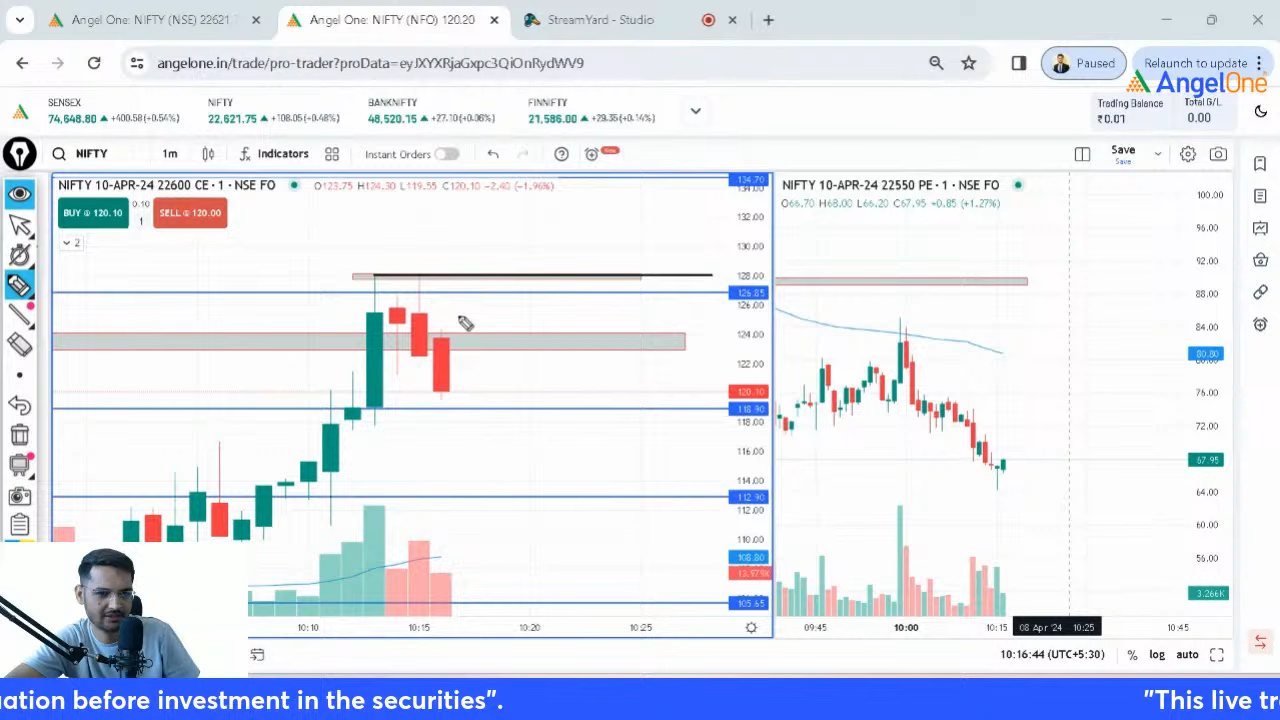 Angel One: NIFTY (NSE) 22621.7
Angel One: NIFTY (NFO) 120.20
StreamYard - Studio
angelone.in/trade/pro-trader?proData=eyJXYXRjaGxpc3QiOnRydWV9
Paused
Relaunch to update
AngelOne
SENSEX
74,648.80 +400.58(+0.54%)
NIFTY
22,621.75 +108.05(+0.48%)
BANKNIFTY
48,520.15 +27.10(+0.06%)
FINNIFTY
21,586.00 +29.35(+0.14%)
Trading Balance
₹0.01
Total G/L
0.00
NIFTY
1m
Indicators
Instant Orders
New
Save
Save
NIFTY 10-APR-24 22600 CE · 1 · NSE FO
O123.75 H124.30 L119.55 C120.10 -2.40 (-1.96%)
BUY @ 120.10
0.10
1
SELL @ 120.00
2
NIFTY 10-APR-24 22550 PE · 1 · NSE FO
O66.70 H68.00 L66.20 C67.95 +0.85 (+1.27%)
134.70
134.00
132.00
130.00
128.00
126.85
126.00
124.00
122.00
120.10
118.90
118.00
116.00
114.00
112.90
112.00
110.00
108.80
13.979K
105.65
100.00
96.00
92.00
88.00
84.00
80.80
76.00
72.00
67.95
64.00
60.00
56.00
3.266K
10:10
10:15
10:20
10:25
09:45
10:00
10:15
08 Apr '24 10:25
10:45
10:16:44 (UTC+5:30)
%
log
auto
uation before investment in the securities".
"This live tr